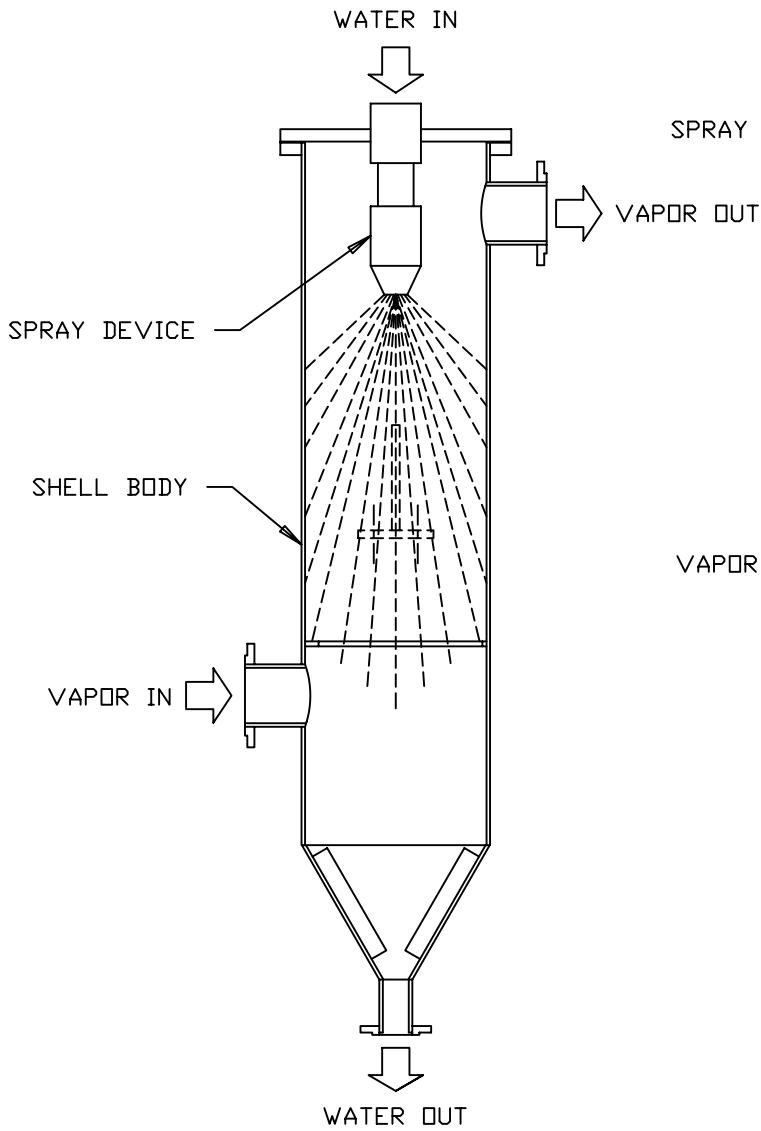 WATER IN
SPRAY
VAPOR OUT
SPRAY DEVICE
SHELL BODY
VAPOR
VAPOR IN
WATER OUT